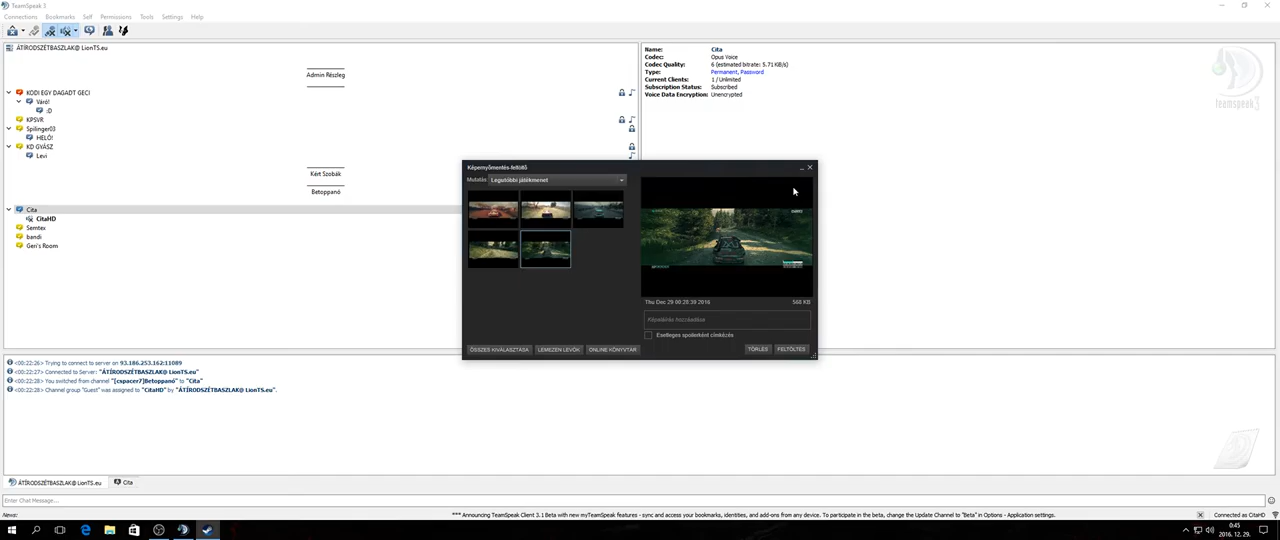 TeamSpeak 3
Connections Bookmarks Self Permissions Tools Settings Help
ÁTÍRODSZÉTBASZLAK@ LionTS.eu
Admin Részleg
KODI EGY DAGADT GECI
Váró!
:D
KPSVR
Spilinger03
HELÓ!
KD GYÁSZ
Levi
Kért Szobák
Betoppanó
Cita
CitaHD
Semtex
bandi
Geri's Room
Name: Cita
Codec: Opus Voice
Codec Quality: 6 (estimated bitrate: 5.71 KB/s)
Type: Permanent, Password
Current Clients: 1 / Unlimited
Subscription Status: Subscribed
Voice Data Encryption: Unencrypted
teamspeak3
Képernyőmentés-feltöltő
Mutatás Legutóbbi játékmenet
Thu Dec 29 00:28:39 2016 568 KB
Képaláírás hozzáadása
Esetleges spoilerként címkézés
ÖSSZES KIVÁLASZTÁSA LEMEZEN LEVŐK ONLINE KÖNYVTÁR TÖRLÉS FELTÖLTÉS
<00:22:26> Trying to connect to server on 93.186.253.162:11089
<00:22:27> Connected to Server: "ÁTÍRODSZÉTBASZLAK@ LionTS.eu"
<00:22:28> You switched from channel "[cspacer7]Betoppanó" to "Cita"
<00:22:28> Channel group "Guest" was assigned to "CitaHD" by "ÁTÍRODSZÉTBASZLAK@ LionTS.eu".
ÁTÍRODSZÉTBASZLAK@ LionTS.eu Cita
Enter Chat Message...
News: *** Announcing TeamSpeak Client 3.1 Beta with new myTeamSpeak features - sync and access your bookmarks, identities, and add-ons from any device. To participate in the beta, change the Update Channel to "Beta" in Options - Application settings. Connected as CitaHD
0:45
2016. 12. 29.